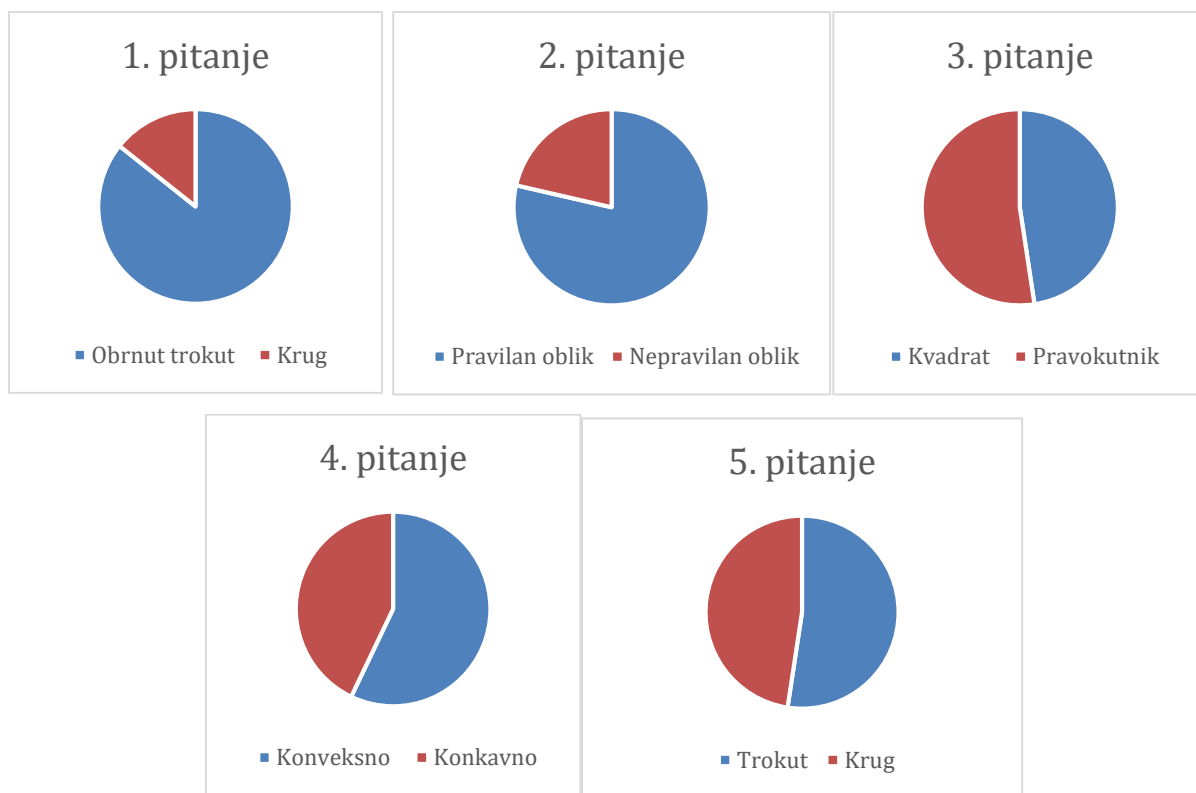 1. pitanje
Obrnut trokut Krug
2. pitanje
Pravilan oblik Nepravilan oblik
3. pitanje
Kvadrat Pravokutnik
4. pitanje
Konveksno Konkavno
5. pitanje
Trokut Krug